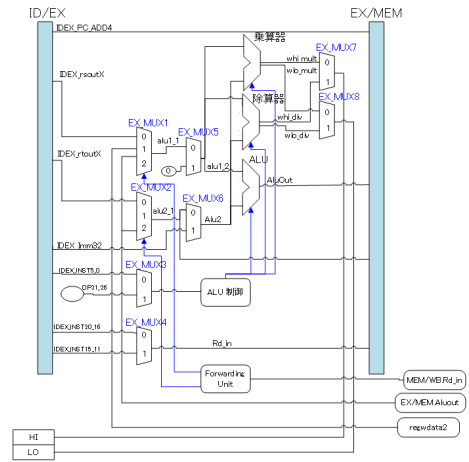 ID/EX
EX/MEM
IDEX_PC_ADD4
乗算器
EX_MUX7
whi_mult
0
wlo_mult
1
IDEX_rsoutX
EX_MUX8
除算器
0
whi_div
1
wlo_div
EX_MUX1
0
1
2
alu1_1
EX_MUX5
0
1
0
IDEX_rtoutX
ALU
alu1_2
AluOut
EX_MUX2
0
1
2
alu2_1
EX_MUX6
0
1
Alu2
IDEX_Imm32
EX_MUX3
IDEX_INST5_0
0
1
OP31_26
ALU 制御
EX_MUX4
IDEX_INST20_16
0
1
IDEX_INST15_11
Rd_in
Forwarding
Unit
MEM/WB.Rd_in
EX/MEM Aluout
regwdata2
HI
LO